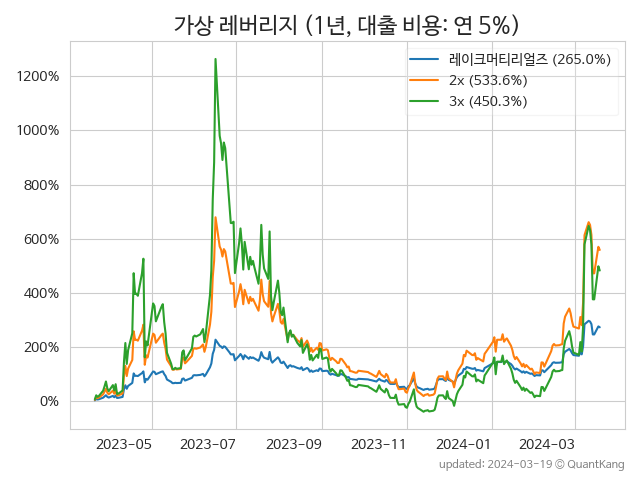 가상 레버리지 (1년, 대출 비용: 연 5%)
레이크머티리얼즈 (265.0%)
2x (533.6%)
3x (450.3%)
1200%
1000%
800%
600%
400%
200%
0%
2023-05 2023-07 2023-09 2023-11 2024-01 2024-03
updated: 2024-03-19 © QuantKang